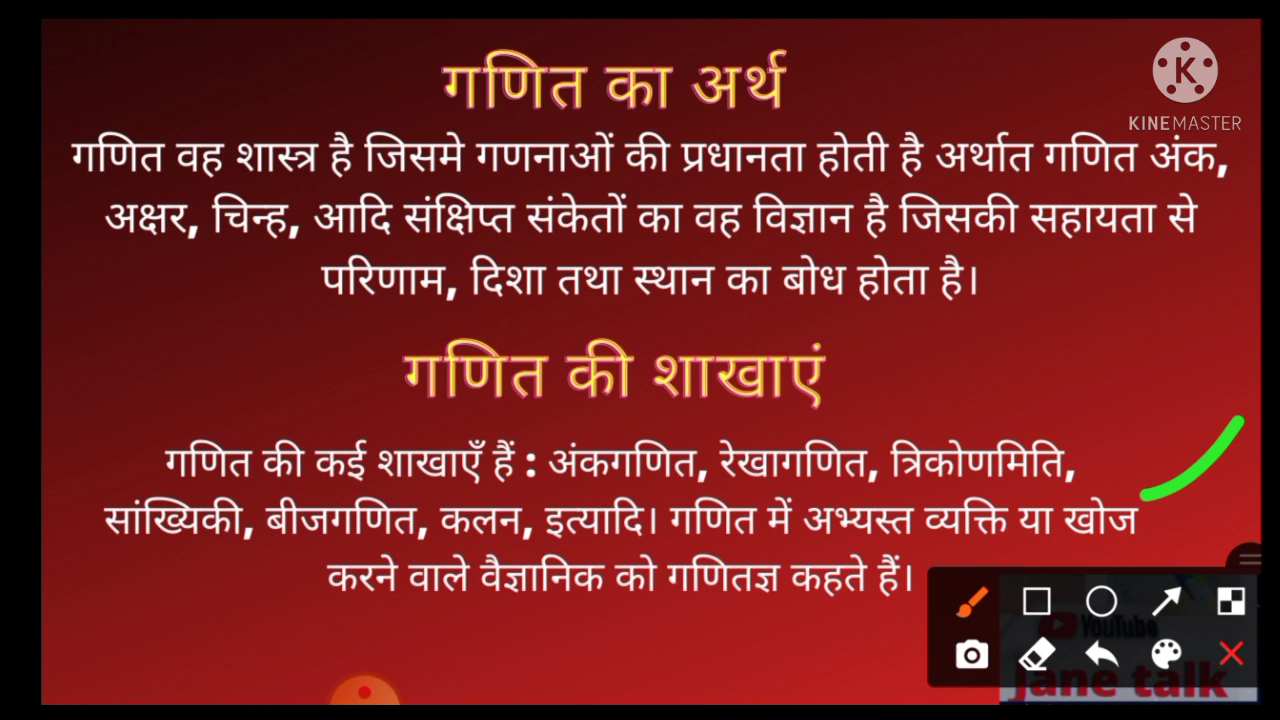 गणित का अर्थ
KINEMASTER
गणित वह शास्त्र है जिसमे गणनाओं की प्रधानता होती है अर्थात गणित अंक,
अक्षर, चिन्ह, आदि संक्षिप्त संकेतों का वह विज्ञान है जिसकी सहायता से
परिणाम, दिशा तथा स्थान का बोध होता है।
गणित की शाखाएं
गणित की कई शाखाएँ हैं : अंकगणित, रेखागणित, त्रिकोणमिति,
सांख्यिकी, बीजगणित, कलन, इत्यादि। गणित में अभ्यस्त व्यक्ति या खोज
करने वाले वैज्ञानिक को गणितज्ञ कहते हैं।
YouTube
jane talk